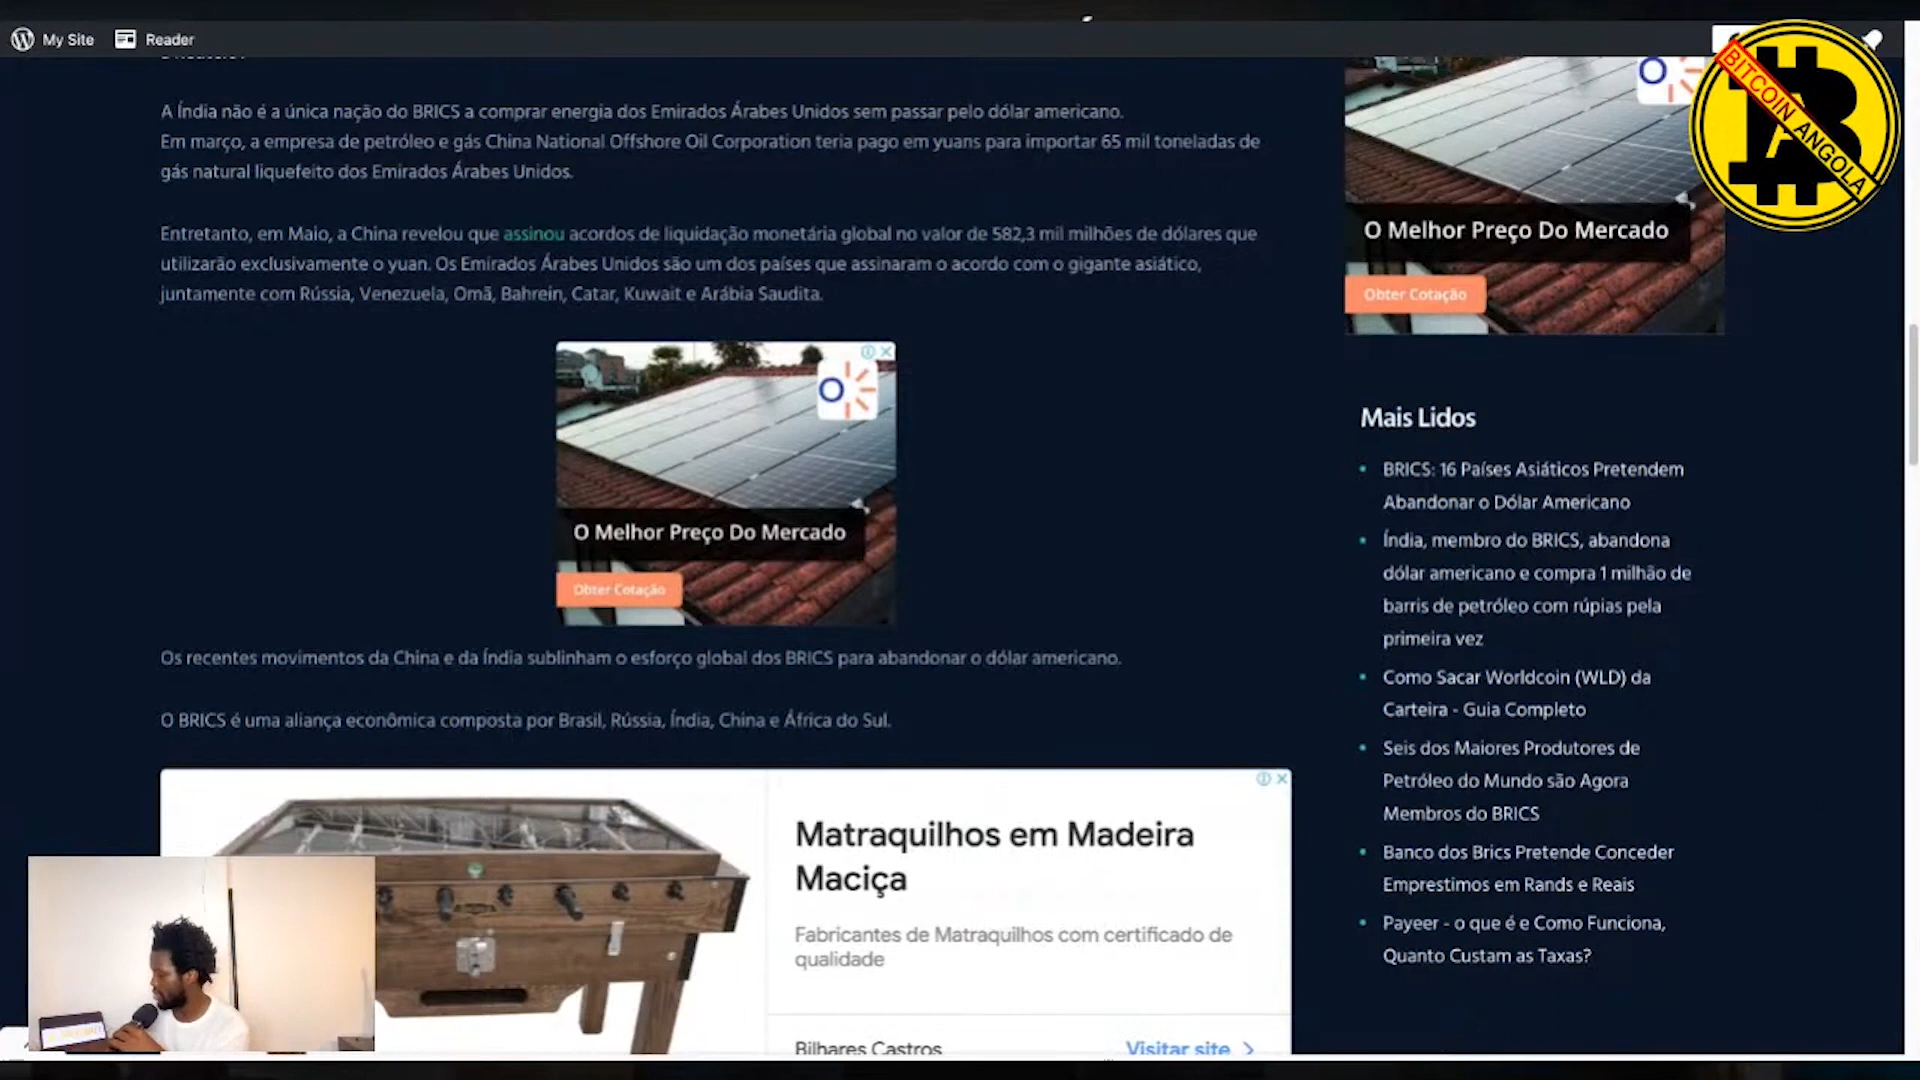 My Site
Reader
A Índia não é a única nação do BRICS a comprar energia dos Emirados Árabes Unidos sem passar pelo dólar americano.
Em março, a empresa de petróleo e gás China National Offshore Oil Corporation teria pago em yuans para importar 65 mil toneladas de
gás natural liquefeito dos Emirados Árabes Unidos.
Entretanto, em Maio, a China revelou que assinou acordos de liquidação monetária global no valor de 582,3 mil milhões de dólares que
utilizarão exclusivamente o yuan. Os Emirados Árabes Unidos são um dos países que assinaram o acordo com o gigante asiático,
juntamente com Rússia, Venezuela, Omã, Bahrein, Catar, Kuwait e Arábia Saudita.
O Melhor Preço Do Mercado
Obter Cotação
Os recentes movimentos da China e da Índia sublinham o esforço global dos BRICS para abandonar o dólar americano.
O BRICS é uma aliança econômica composta por Brasil, Rússia, Índia, China e África do Sul.
Matraquilhos em Madeira
Maciça
Fabricantes de Matraquilhos com certificado de
qualidade
Bilhares Castros
Visitar site
BITCOIN ANGOLA
O Melhor Preço Do Mercado
Obter Cotação
Mais Lidos
BRICS: 16 Países Asiáticos Pretendem
Abandonar o Dólar Americano
Índia, membro do BRICS, abandona
dólar americano e compra 1 milhão de
barris de petróleo com rúpias pela
primeira vez
Como Sacar Worldcoin (WLD) da
Carteira - Guia Completo
Seis dos Maiores Produtores de
Petróleo do Mundo são Agora
Membros do BRICS
Banco dos Brics Pretende Conceder
Emprestimos em Rands e Reais
Payeer - o que é e Como Funciona,
Quanto Custam as Taxas?